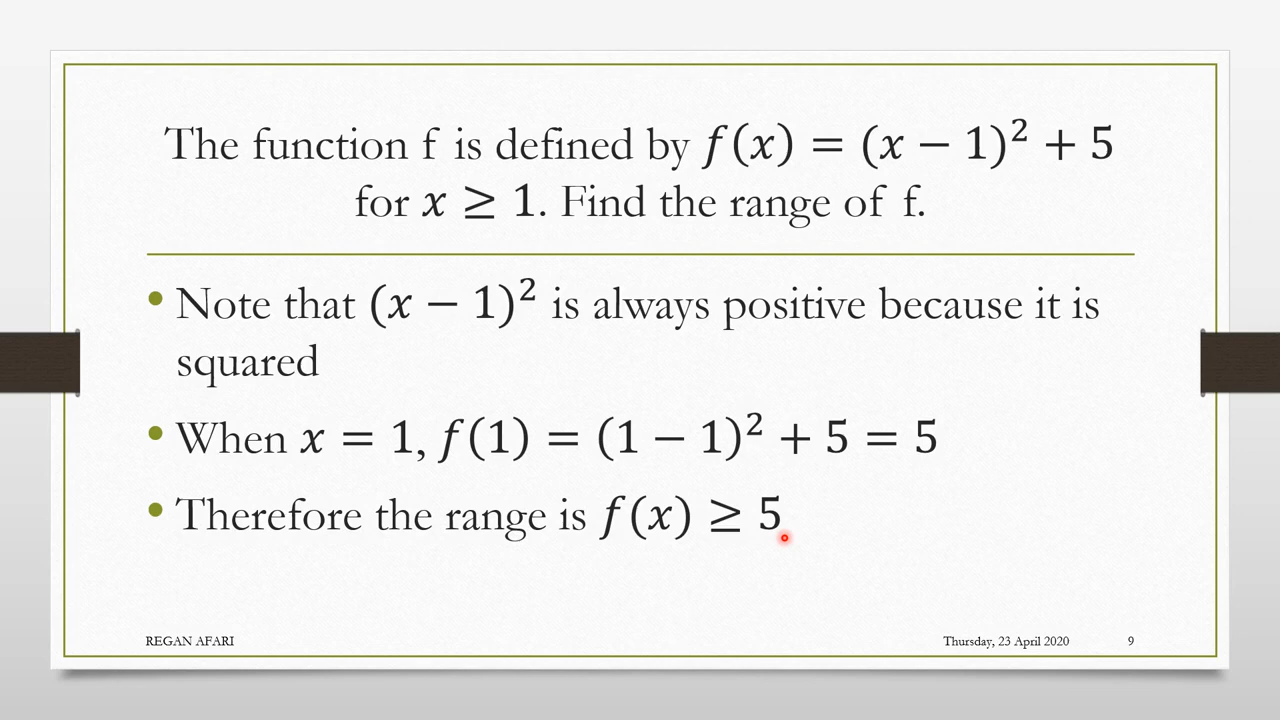 The function f is defined by f(x) = (x − 1)² + 5
for x ≥ 1. Find the range of f.
• Note that (x − 1)² is always positive because it is
squared
• When x = 1, f(1) = (1 − 1)² + 5 = 5
• Therefore the range is f(x) ≥ 5
REGAN AFARI Thursday, 23 April 2020 9